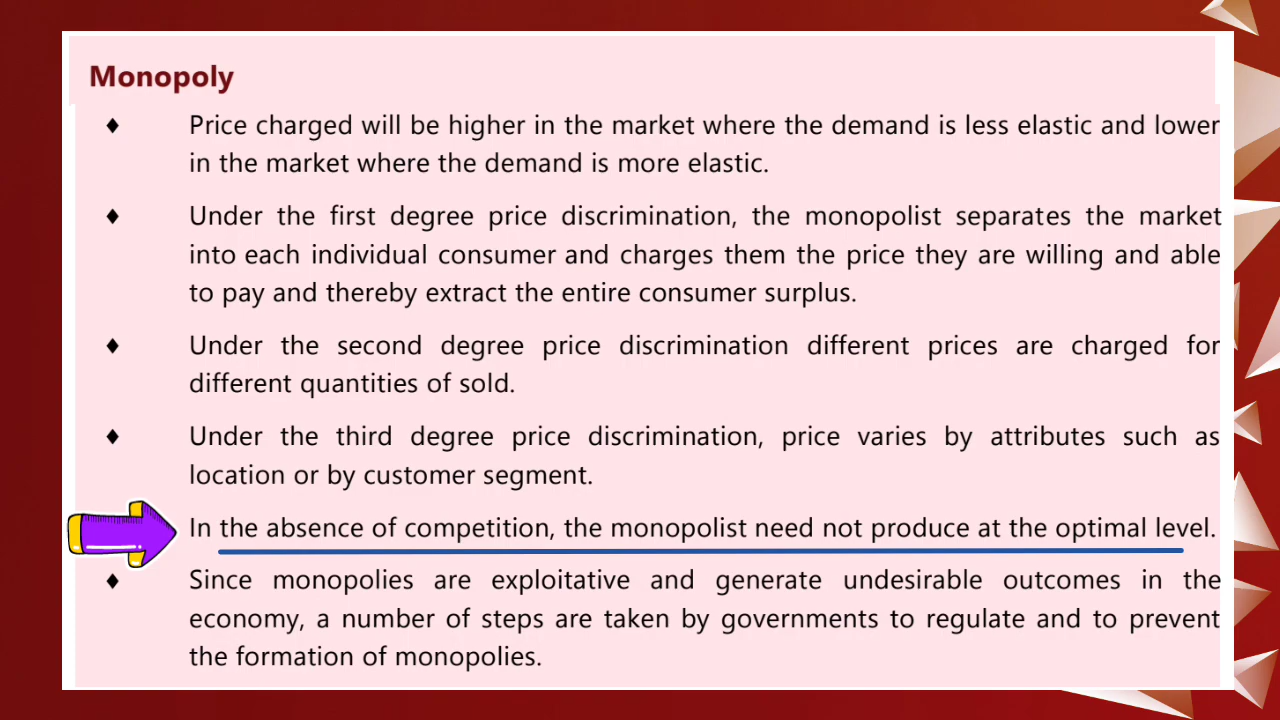 Monopoly
♦ Price charged will be higher in the market where the demand is less elastic and lower
in the market where the demand is more elastic.
♦ Under the first degree price discrimination, the monopolist separates the market
into each individual consumer and charges them the price they are willing and able
to pay and thereby extract the entire consumer surplus.
♦ Under the second degree price discrimination different prices are charged for
different quantities of sold.
♦ Under the third degree price discrimination, price varies by attributes such as
location or by customer segment.
In the absence of competition, the monopolist need not produce at the optimal level.
♦ Since monopolies are exploitative and generate undesirable outcomes in the
economy, a number of steps are taken by governments to regulate and to prevent
the formation of monopolies.